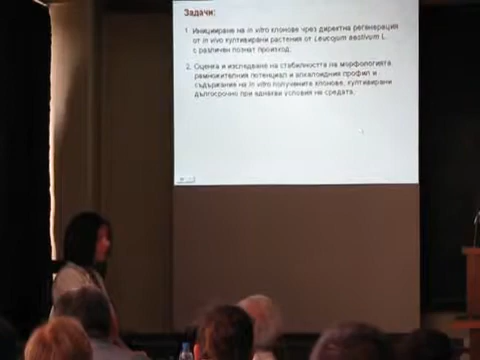 Задачи:
1. Иницииране на in vitro клонове чрез директна регенерация
от in vivo култивирани растения от Leucojum aestivum L.
с различен познат произход.
2. Оценка и изследване на стабилността на морфологията,
размножителния потенциал и алкалоидния профил и
съдържание на in vitro получените клонове, култивирани
дългосрочно при еднакви условия на средата.